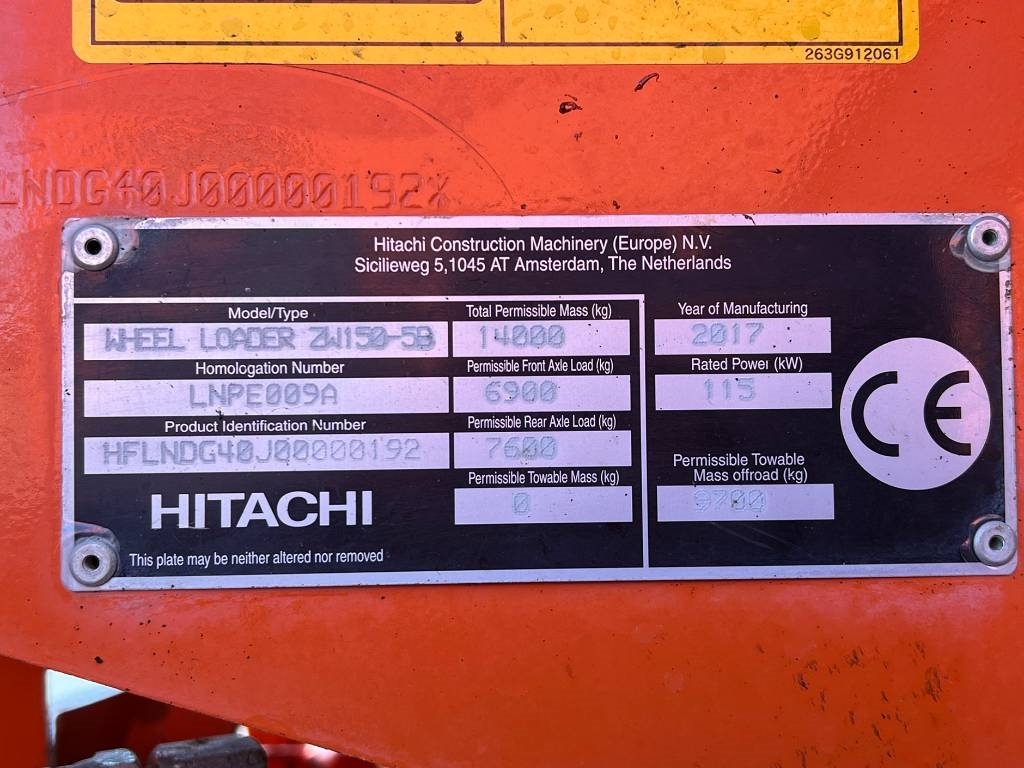 263G912061
LNDG40J00000192X
Hitachi Construction Machinery (Europe) N.V.
Sicilieweg 5,1045 AT Amsterdam, The Netherlands
Model/Type
WHEEL LOADER ZW150-5B
Homologation Number
LNPE009A
Product Identification Number
HFLNDG40J00000192
HITACHI
This plate may be neither altered nor removed
Total Permissible Mass (kg)
14000
Permissible Front Axle Load (kg)
6900
Permissible Rear Axle Load (kg)
7600
Permissible Towable Mass (kg)
0
Year of Manufacturing
2017
Rated Power (kW)
115
Permissible Towable
Mass offroad (kg)
9700
CE